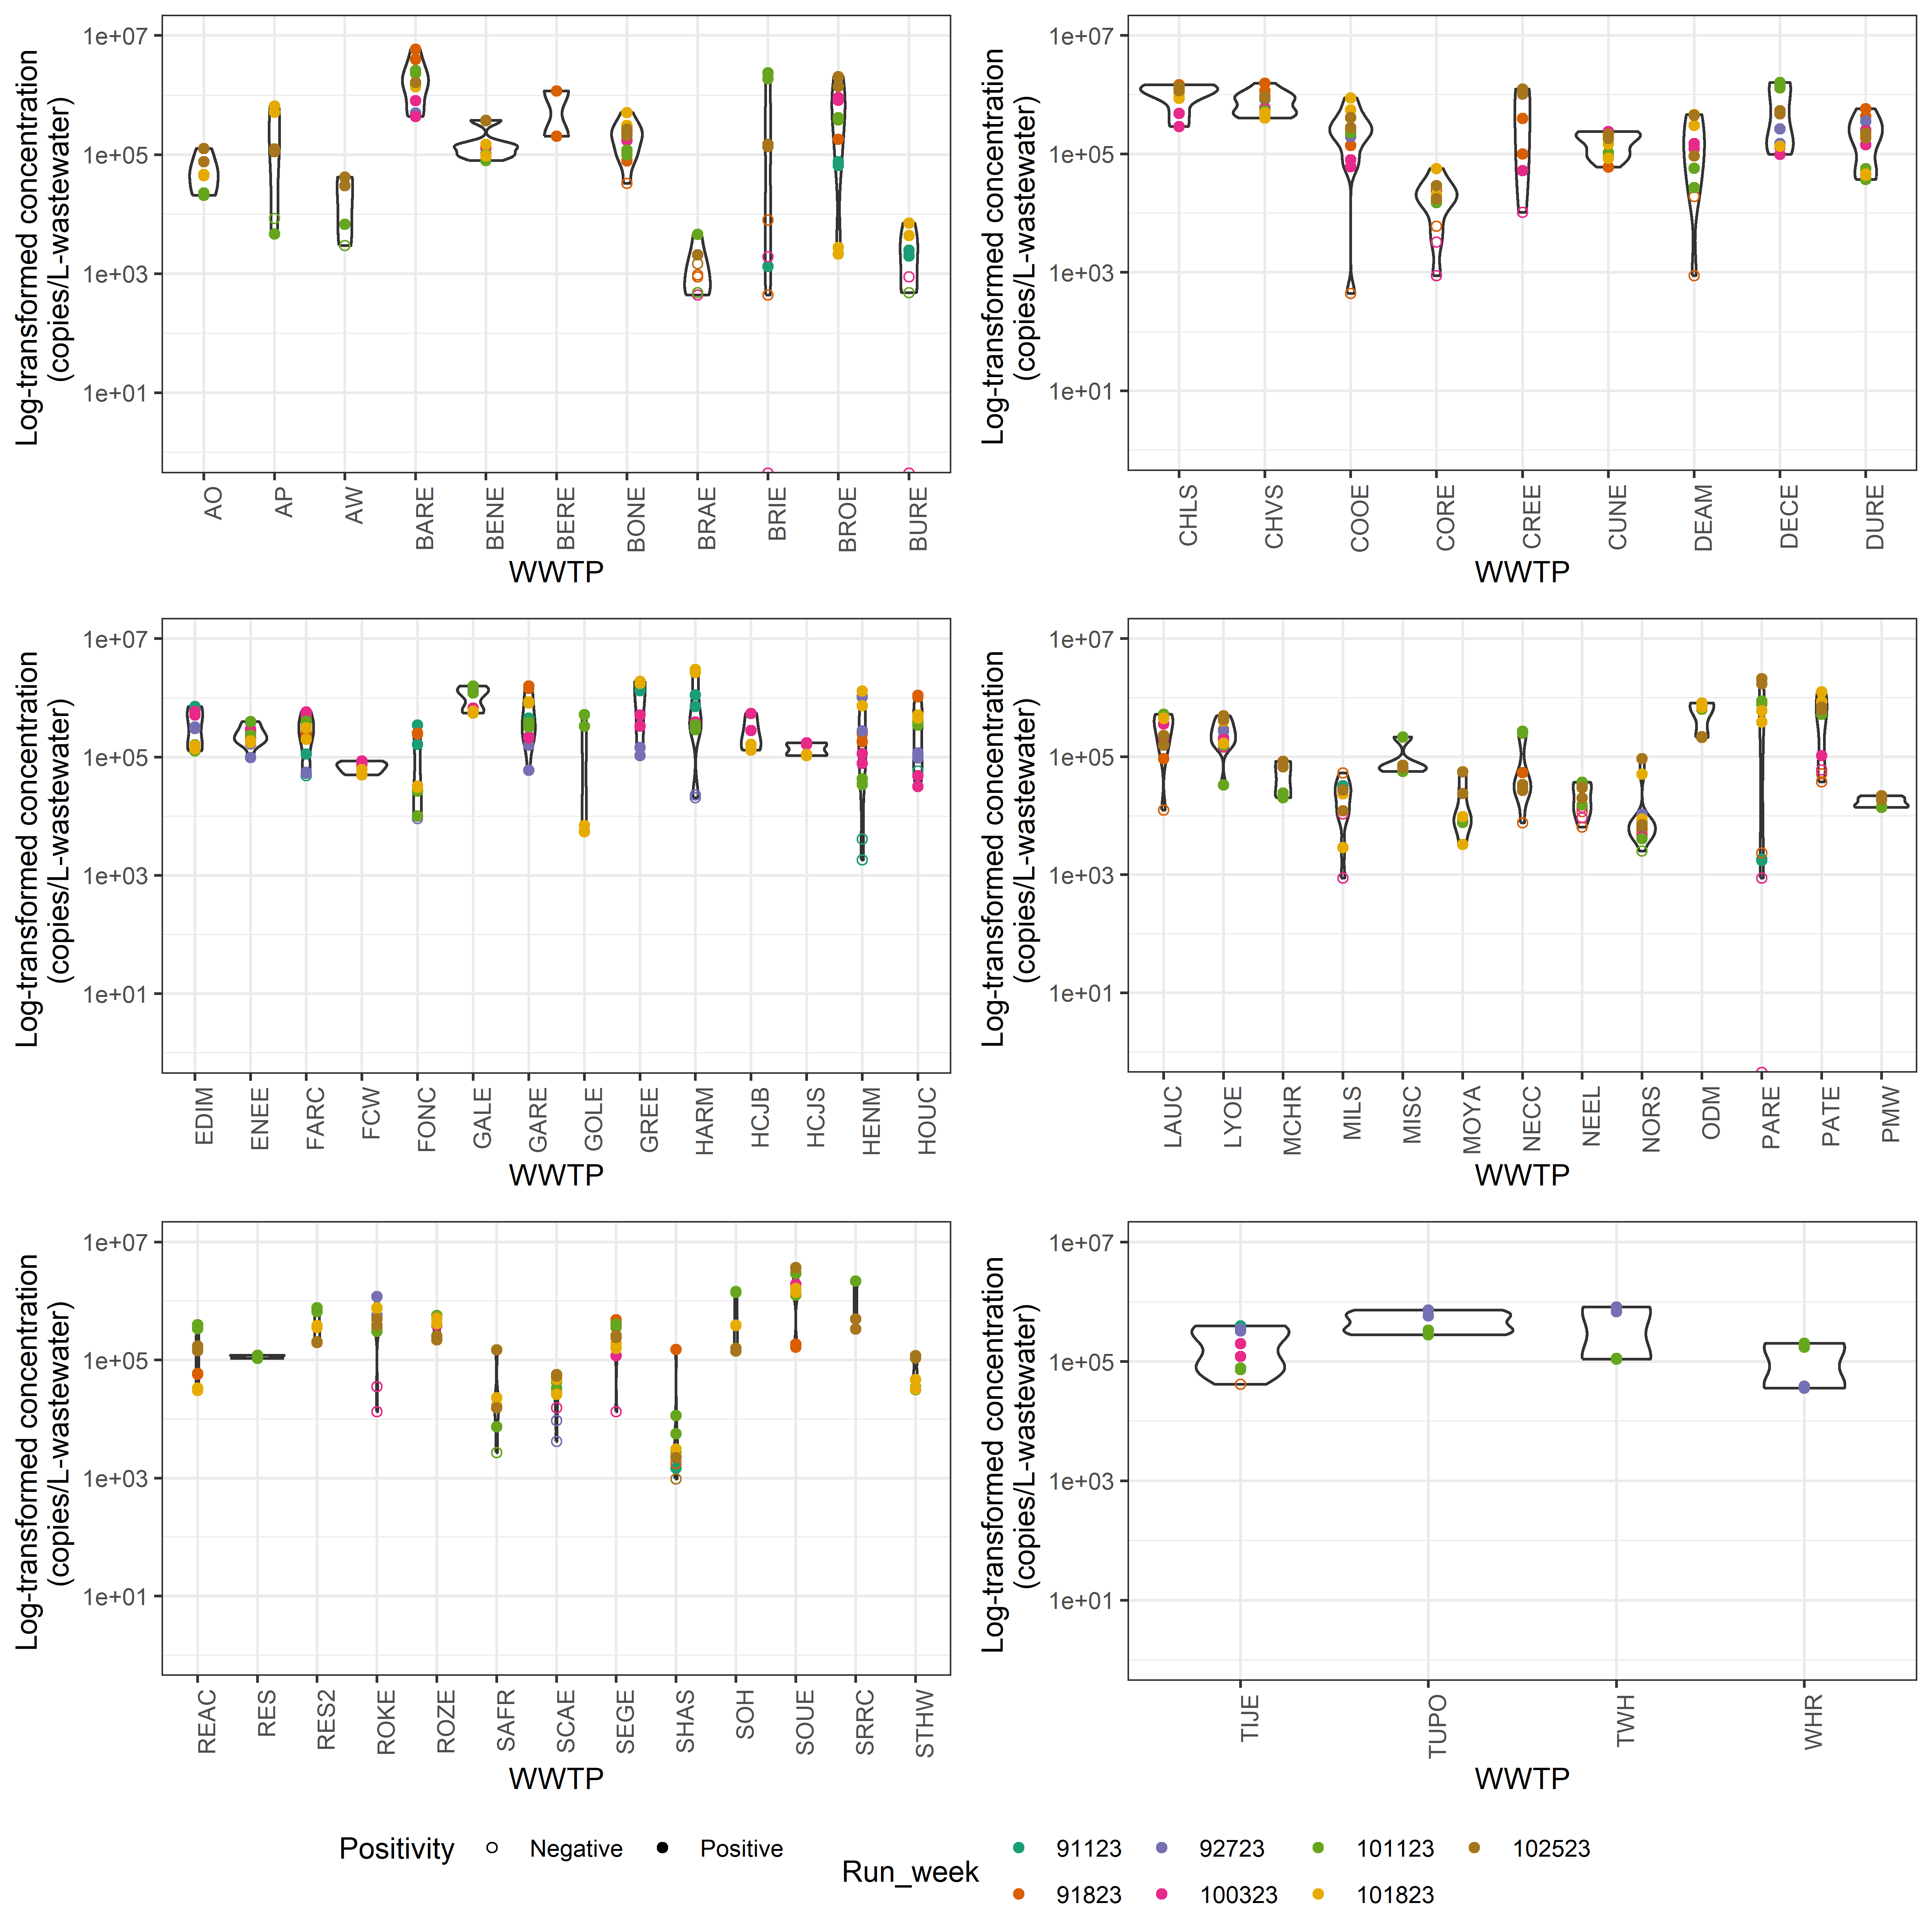 Log-transformed concentration
(copies/L-wastewater)
1e+07
1e+05
1e+03
1e+01
AO AP AW BARE BENE BERE BONE BRAE BRIE BROE BURE
WWTP
Log-transformed concentration
(copies/L-wastewater)
1e+07
1e+05
1e+03
1e+01
CHLS CHVS COOE CORE CREE CUNE DEAM DECE DURE
WWTP
Log-transformed concentration
(copies/L-wastewater)
1e+07
1e+05
1e+03
1e+01
EDIM ENEE FARC FCW FONC GALE GARE GOLE GREE HARM HCJB HCJS HENM HOUC
WWTP
Log-transformed concentration
(copies/L-wastewater)
1e+07
1e+05
1e+03
1e+01
LAUC LYOE MCHR MILS MISC MOYA NECC NEEL NORS ODM PARE PATE PMW
WWTP
Log-transformed concentration
(copies/L-wastewater)
1e+07
1e+05
1e+03
1e+01
REAC RES RES2 ROKE ROZE SAFR SCAE SEGE SHAS SOH SOUE SRRC STHW
WWTP
Log-transformed concentration
(copies/L-wastewater)
1e+07
1e+05
1e+03
1e+01
TIJE TUPO TWH WHR
WWTP
Positivity Negative Positive
Run_week
91123 92723 101123 102523
91823 100323 101823